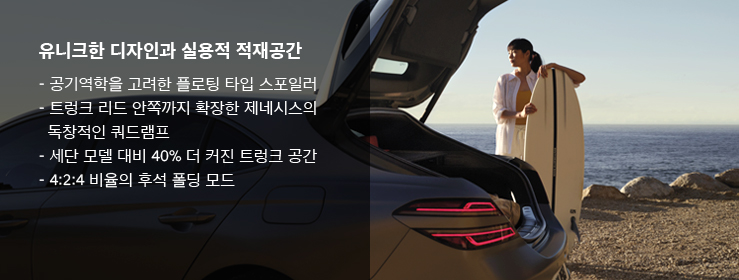 유니크한 디자인과 실용적 적재공간
- 공기역학을 고려한 플로팅 타입 스포일러
- 트렁크 리드 안쪽까지 확장한 제네시스의
독창적인 쿼드램프
- 세단 모델 대비 40% 더 커진 트렁크 공간
- 4:2:4 비율의 후석 폴딩 모드